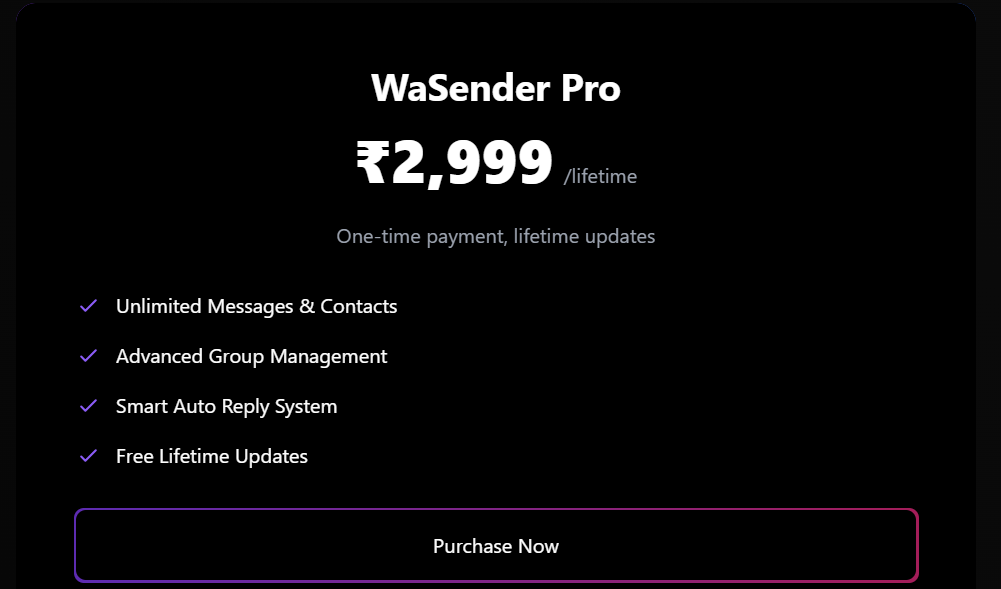 WaSender Pro
₹2,999 /lifetime
One-time payment, lifetime updates
Unlimited Messages & Contacts
Advanced Group Management
Smart Auto Reply System
Free Lifetime Updates
Purchase Now